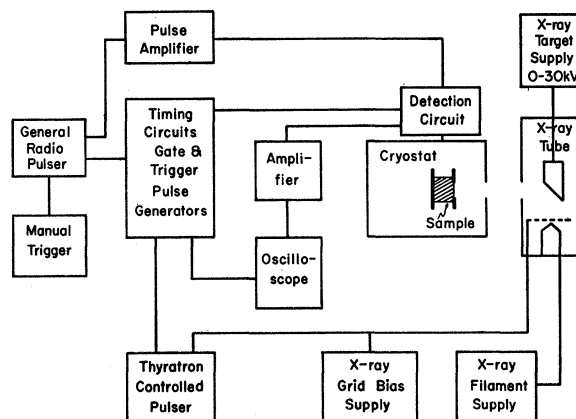 Pulse
Amplifier
X-ray
Target
Supply
0-30kV
Timing
Circuits
Gate &
Trigger
Pulse
Generators
Detection
Circuit
X-ray
Tube
General
Radio
Pulser
Ampli-
fier
Cryostat
Sample
Manual
Trigger
Oscillo-
scope
Thyratron
Controlled
Pulser
X-ray
Grid Bias
Supply
X-ray
Filament
Supply